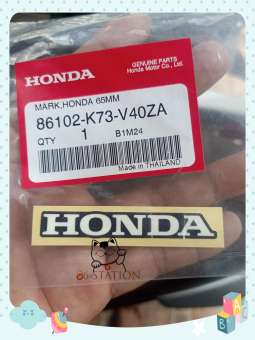 HONDA
GENUINE PARTS
Honda Motor Co., Ltd.
MARK,HONDA 65MM
86102-K73-V40ZA
QTY 1 B1M24
Made in THAILAND
HONDA